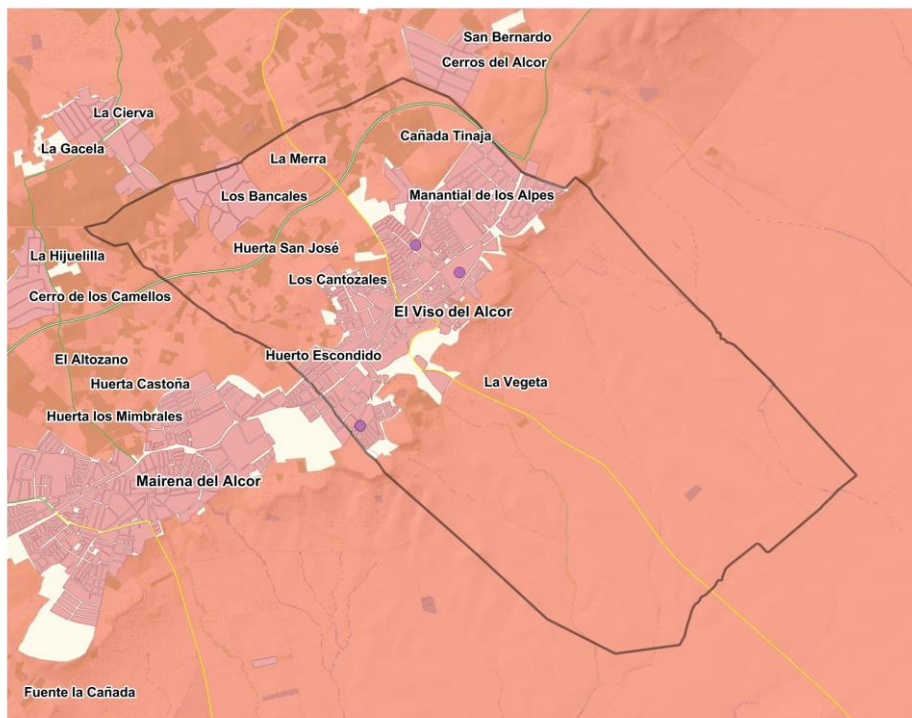 San Bernardo
Cerros del Alcor
La Cierva
Cañada Tinaja
La Gacela
La Merra
Los Bancales
Manantial de los Alpes
Huerta San José
La Hijuelilla
Los Cantozales
Cerro de los Camellos
El Viso del Alcor
El Altozano
Huerto Escondido
Huerta Castoña
La Vegeta
Huerta los Mimbrales
Mairena del Alcor
Fuente la Cañada